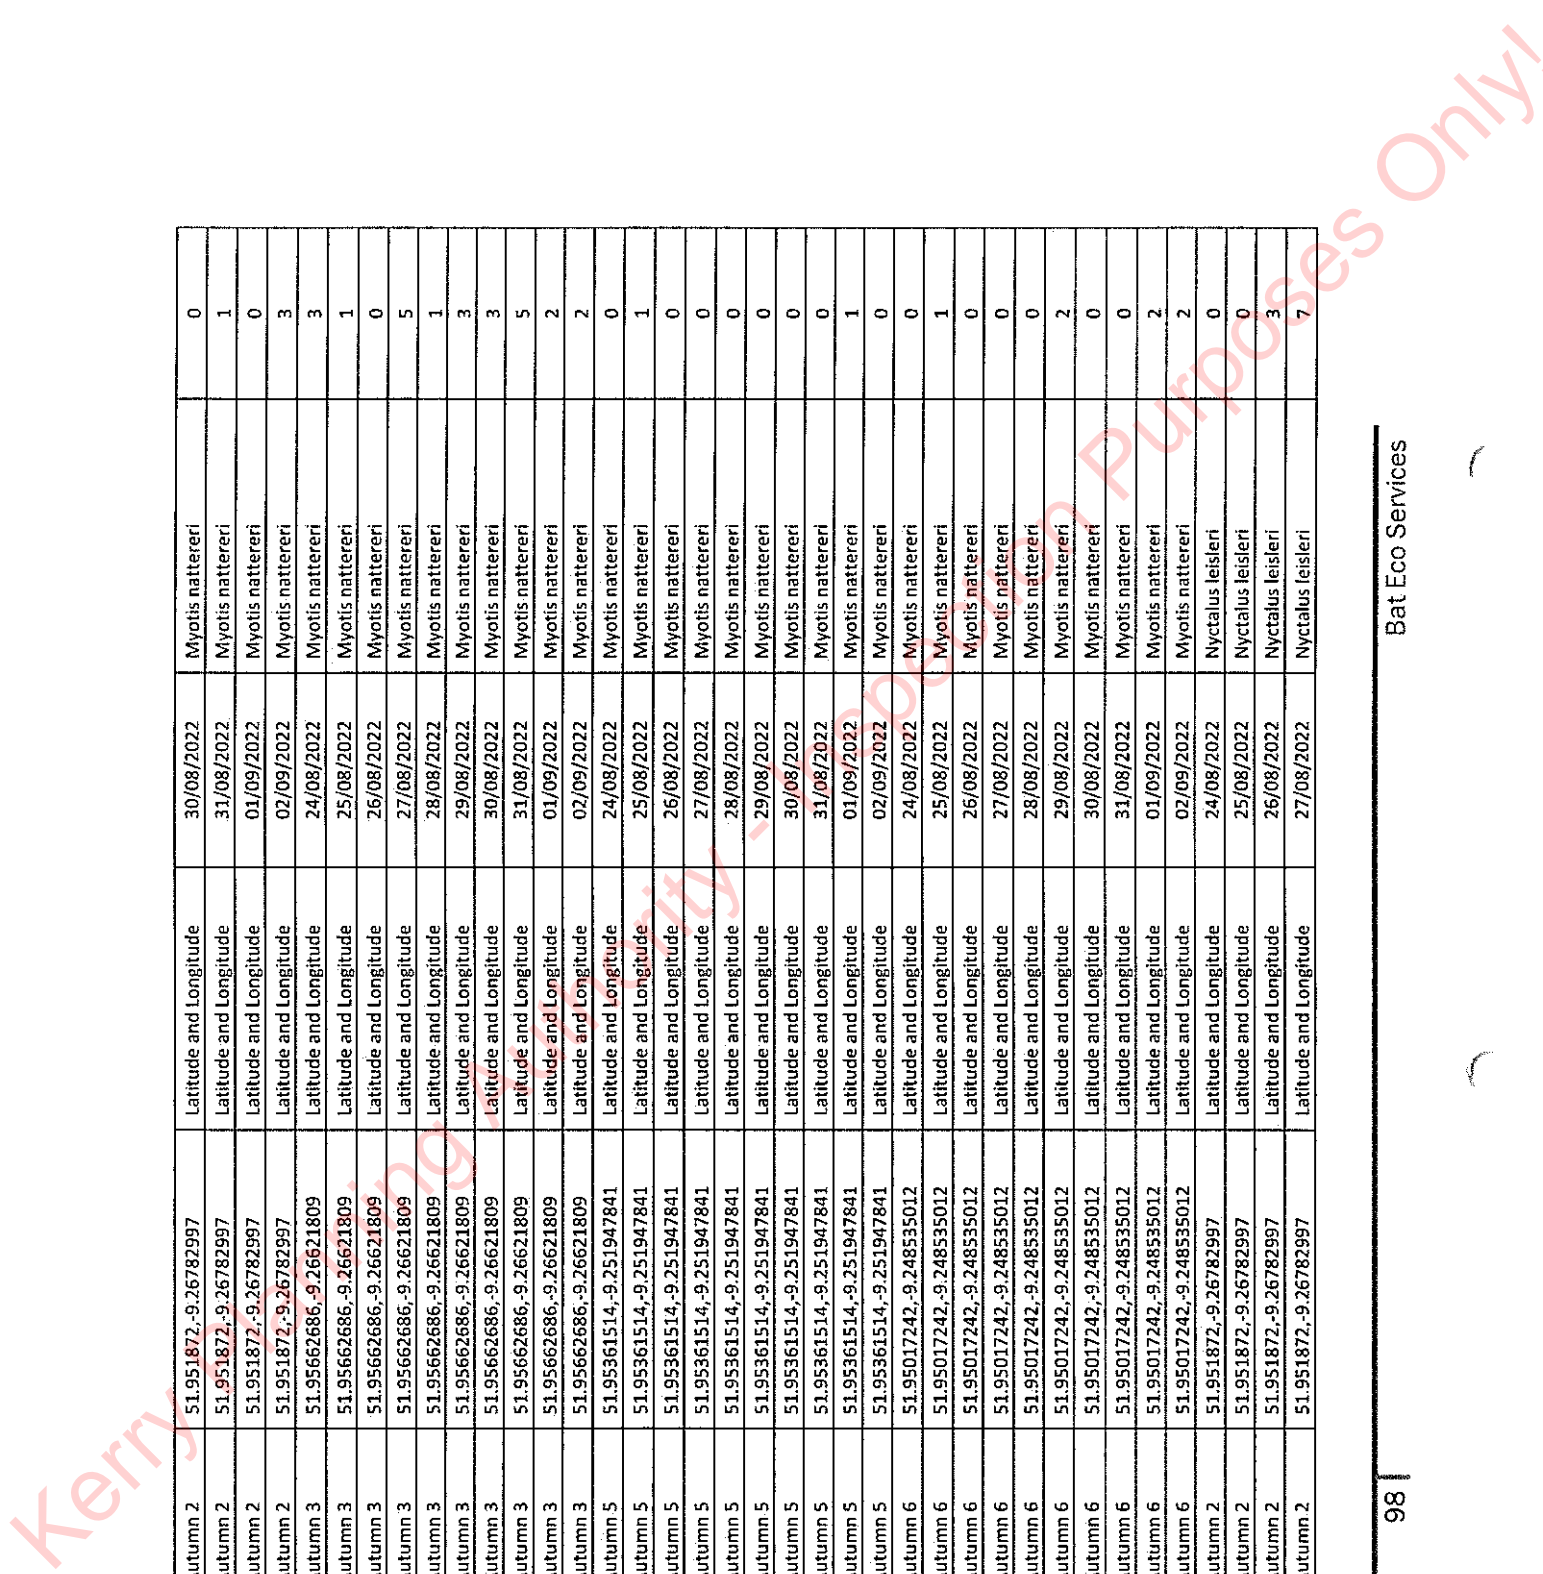 utumn 2 51.951872,-9.26782997 Latitude and Longitude 30/08/2022 Myotis nattereri 0
utumn 2 51.951872,-9.26782997 Latitude and Longitude 31/08/2022 Myotis nattereri 1
utumn 2 51.951872,-9.26782997 Latitude and Longitude 01/09/2022 Myotis nattereri 0
utumn 2 51.951872,-9.26782997 Latitude and Longitude 02/09/2022 Myotis nattereri 3
utumn 3 51.95662686,-9.266621809 Latitude and Longitude 24/08/2022 Myotis nattereri 3
utumn 3 51.95662686,-9.266621809 Latitude and Longitude 25/08/2022 Myotis nattereri 1
utumn 3 51.95662686,-9.266621809 Latitude and Longitude 26/08/2022 Myotis nattereri 0
utumn 3 51.95662686,-9.266621809 Latitude and Longitude 27/08/2022 Myotis nattereri 5
utumn 3 51.95662686,-9.266621809 Latitude and Longitude 28/08/2022 Myotis nattereri 1
utumn 3 51.95662686,-9.266621809 Latitude and Longitude 29/08/2022 Myotis nattereri 3
utumn 3 51.95662686,-9.266621809 Latitude and Longitude 30/08/2022 Myotis nattereri 3
utumn 3 51.95662686,-9.266621809 Latitude and Longitude 31/08/2022 Myotis nattereri 5
utumn 3 51.95662686,-9.266621809 Latitude and Longitude 01/09/2022 Myotis nattereri 2
utumn 3 51.95662686,-9.266621809 Latitude and Longitude 02/09/2022 Myotis nattereri 2
utumn 5 51.95361514,-9.251947841 Latitude and Longitude 24/08/2022 Myotis nattereri 0
utumn 5 51.95361514,-9.251947841 Latitude and Longitude 25/08/2022 Myotis nattereri 1
utumn 5 51.95361514,-9.251947841 Latitude and Longitude 26/08/2022 Myotis nattereri 0
utumn 5 51.95361514,-9.251947841 Latitude and Longitude 27/08/2022 Myotis nattereri 0
utumn 5 51.95361514,-9.251947841 Latitude and Longitude 28/08/2022 Myotis nattereri 0
utumn 5 51.95361514,-9.251947841 Latitude and Longitude 29/08/2022 Myotis nattereri 0
utumn 5 51.95361514,-9.251947841 Latitude and Longitude 30/08/2022 Myotis nattereri 0
utumn 5 51.95361514,-9.251947841 Latitude and Longitude 31/08/2022 Myotis nattereri 0
utumn 5 51.95361514,-9.251947841 Latitude and Longitude 01/09/2022 Myotis nattereri 1
utumn 5 51.95361514,-9.251947841 Latitude and Longitude 02/09/2022 Myotis nattereri 0
utumn 6 51.95017242,-9.248535012 Latitude and Longitude 24/08/2022 Myotis nattereri 0
utumn 6 51.95017242,-9.248535012 Latitude and Longitude 25/08/2022 Myotis nattereri 1
utumn 6 51.95017242,-9.248535012 Latitude and Longitude 26/08/2022 Myotis nattereri 0
utumn 6 51.95017242,-9.248535012 Latitude and Longitude 27/08/2022 Myotis nattereri 0
utumn 6 51.95017242,-9.248535012 Latitude and Longitude 28/08/2022 Myotis nattereri 0
utumn 6 51.95017242,-9.248535012 Latitude and Longitude 29/08/2022 Myotis nattereri 2
utumn 6 51.95017242,-9.248535012 Latitude and Longitude 30/08/2022 Myotis nattereri 0
utumn 6 51.95017242,-9.248535012 Latitude and Longitude 31/08/2022 Myotis nattereri 0
utumn 6 51.95017242,-9.248535012 Latitude and Longitude 01/09/2022 Myotis nattereri 2
utumn 6 51.95017242,-9.248535012 Latitude and Longitude 02/09/2022 Myotis nattereri 2
utumn 2 51.951872,-9.26782997 Latitude and Longitude 24/08/2022 Nyctalus leisleri 0
utumn 2 51.951872,-9.26782997 Latitude and Longitude 25/08/2022 Nyctalus leisleri 0
utumn 2 51.951872,-9.26782997 Latitude and Longitude 26/08/2022 Nyctalus leisleri 3
utumn 2 51.951872,-9.26782997 Latitude and Longitude 27/08/2022 Nyctalus leisleri 7
98 Bat Eco Services
Kerry Planning Authority - Inspection Purposes Only!